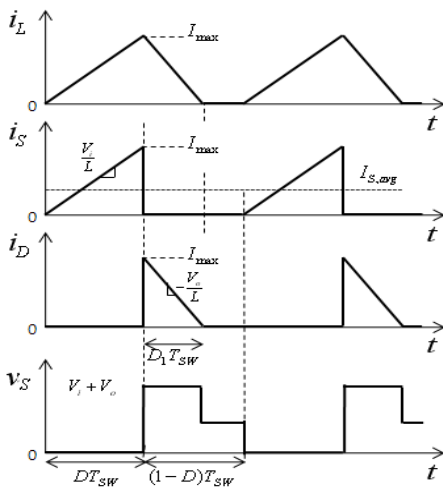 i_L
I_max
0
t
i_S
V_i/L
I_max
I_S,avg
0
t
i_D
I_max
-V_o/L
0
t
D_1T_SW
v_S
V_i + V_o
0
t
DT_SW
(1-D)T_SW